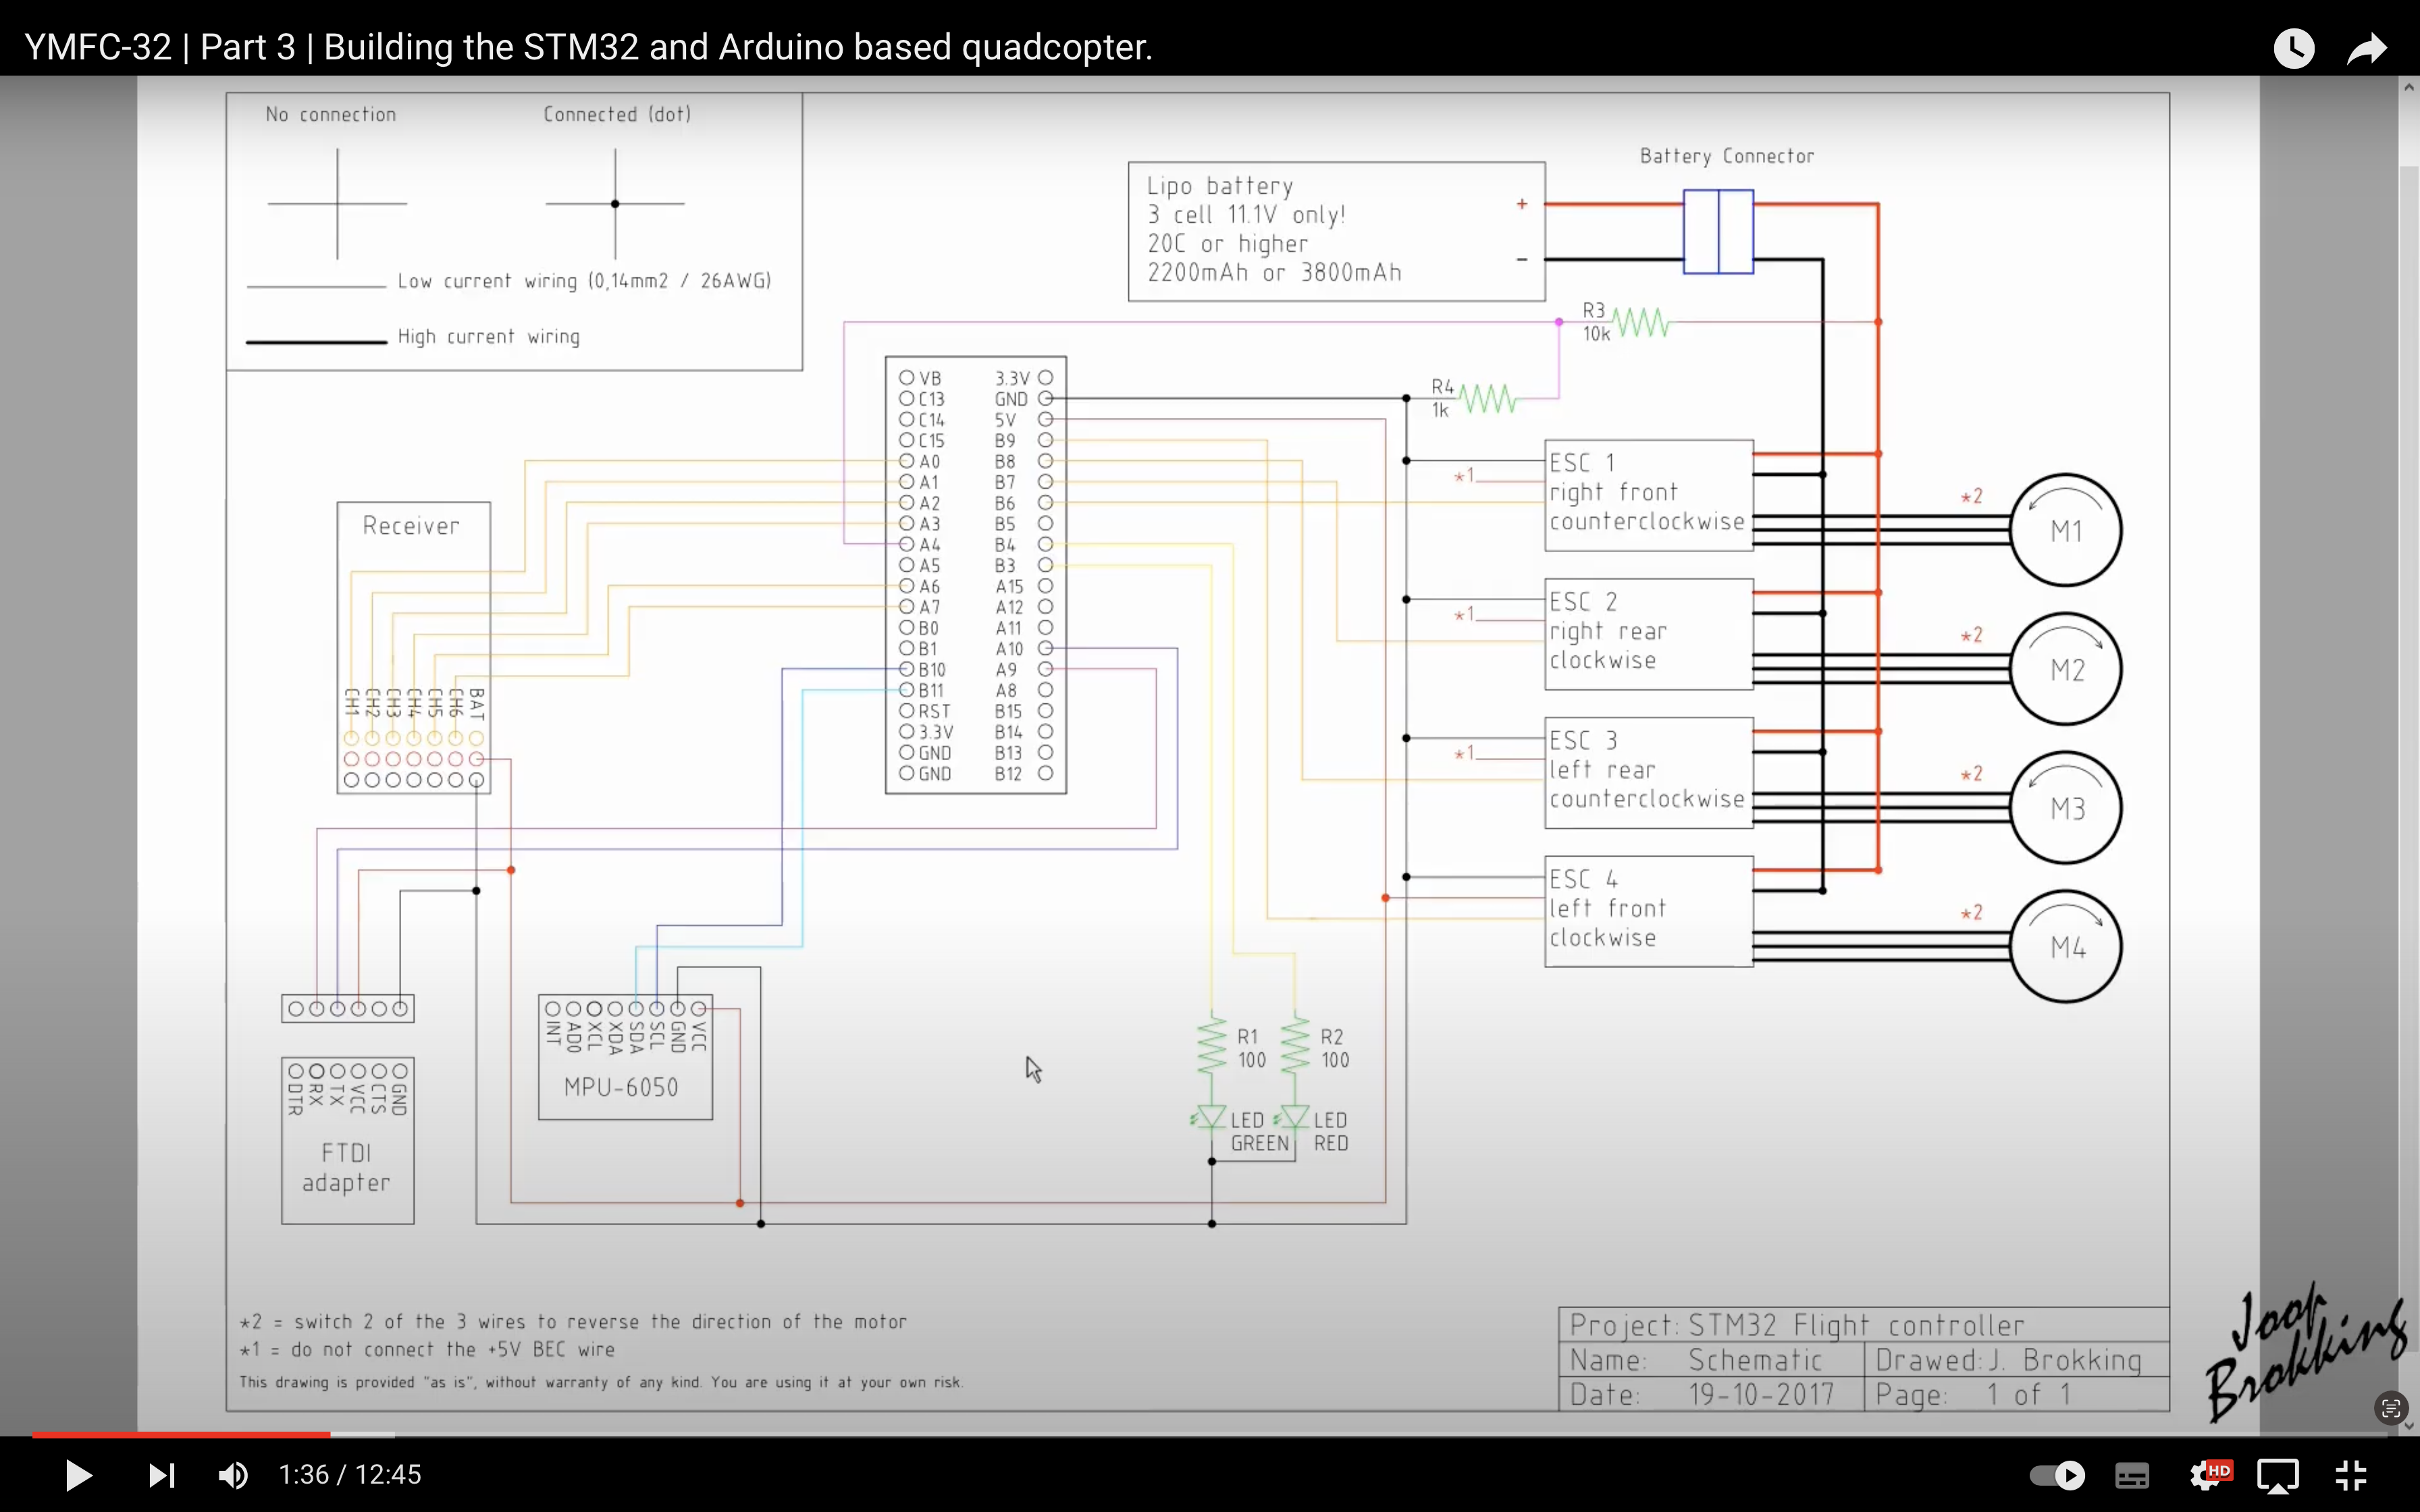 YMFC-32 | Part 3 | Building the STM32 and Arduino based quadcopter.
No connection
Connected (dot)
Low current wiring (0,14mm2 / 26AWG)
High current wiring
Battery Connector
Lipo battery
3 cell 11.1V only!
20C or higher
2200mAh or 3800mAh
+
-
R3
10k
R4
1k
VB 3.3V
C13 GND
C14 5V
C15 B9
A0 B8
A1 B7
A2 B6
A3 B5
A4 B4
A5 B3
A6 A15
A7 A12
B0 A11
B1 A10
B10 A9
B11 A8
RST B15
3.3V B14
GND B13
GND B12
Receiver
CH1
CH2
CH3
CH4
CH5
CH6
BAT
*1
ESC 1
right front
counterclockwise
*2
M1
*1
ESC 2
right rear
clockwise
*2
M2
*1
ESC 3
left rear
counterclockwise
*2
M3
ESC 4
left front
clockwise
*2
M4
DTR
RX
TX
VCC
CTS
GND
FTDI
adapter
INT
AD0
XCL
XDA
SDA
SCL
GND
VCC
MPU-6050
R1
100
R2
100
LED
GREEN
LED
RED
*2 = switch 2 of the 3 wires to reverse the direction of the motor
*1 = do not connect the +5V BEC wire
This drawing is provided "as is", without warranty of any kind. You are using it at your own risk.
Project: STM32 Flight controller
Name: Schematic
Drawed: J. Brokking
Date: 19-10-2017
Page: 1 of 1
Joop
Brokking
1:36 / 12:45
HD